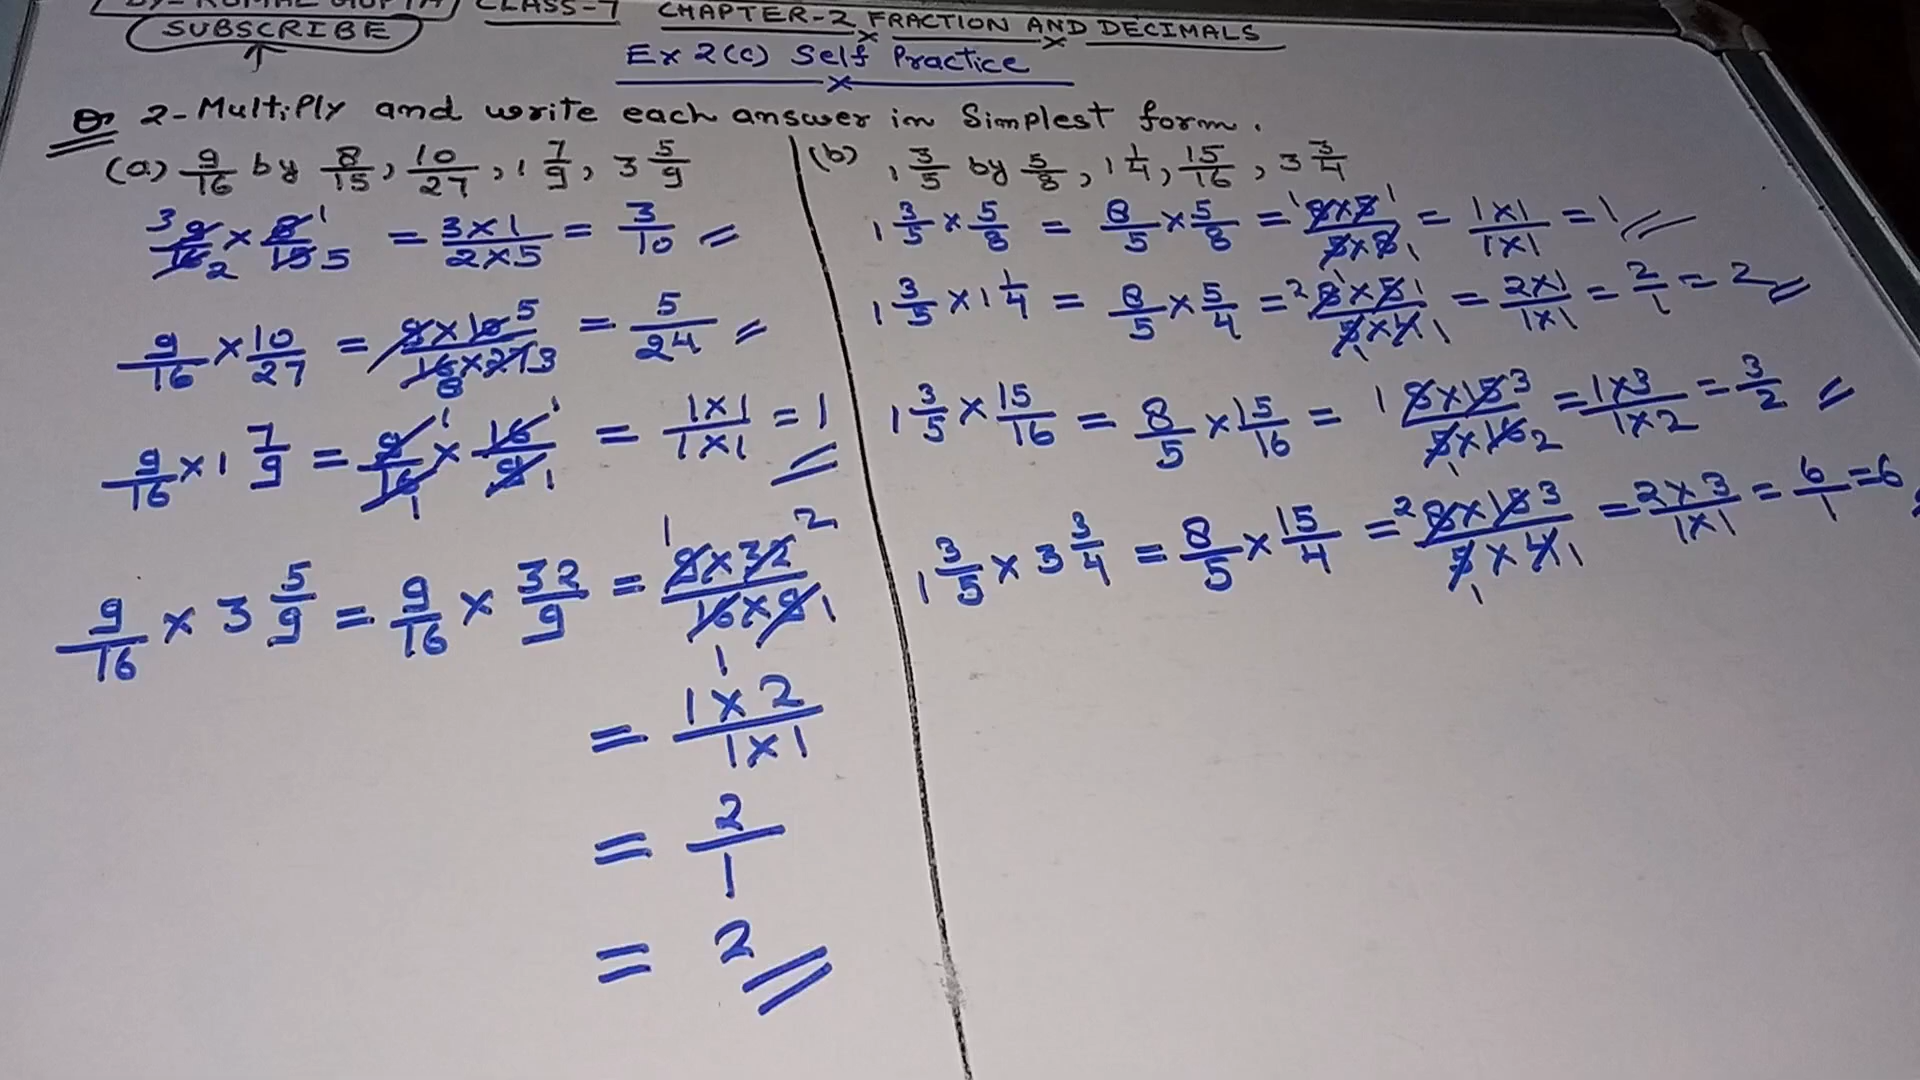 CLASS-7 CHAPTER-2 FRACTION AND DECIMALS
SUBSCRIBE
Ex 2(c) Self Practice
Q 2-Multiply and write each answer in Simplest form.
(a) 9/16 by 8/15, 10/27, 1 7/9, 3 5/9
9/16 × 8/15 = 3×1/2×5 = 3/10
9/16 × 10/27 = 9×10/16×27 = 5/24
9/16 × 1 7/9 = 9/16 × 16/9 = 1×1/1×1 = 1
9/16 × 3 5/9 = 9/16 × 32/9 = 9×32/16×9
= 1×2/1×1
= 2/1
= 2
(b) 1 3/5 by 5/8, 1 1/4, 15/16, 3 3/4
1 3/5 × 5/8 = 8/5 × 5/8 = 8×5/5×8 = 1×1/1×1 = 1
1 3/5 × 1 1/4 = 8/5 × 5/4 = 8×5/5×4 = 2×1/1×1 = 2/1 = 2
1 3/5 × 15/16 = 8/5 × 15/16 = 8×15/5×16 = 1×3/1×2 = 3/2
1 3/5 × 3 3/4 = 8/5 × 15/4 = 8×15/5×4 = 2×3/1×1 = 6/1 = 6